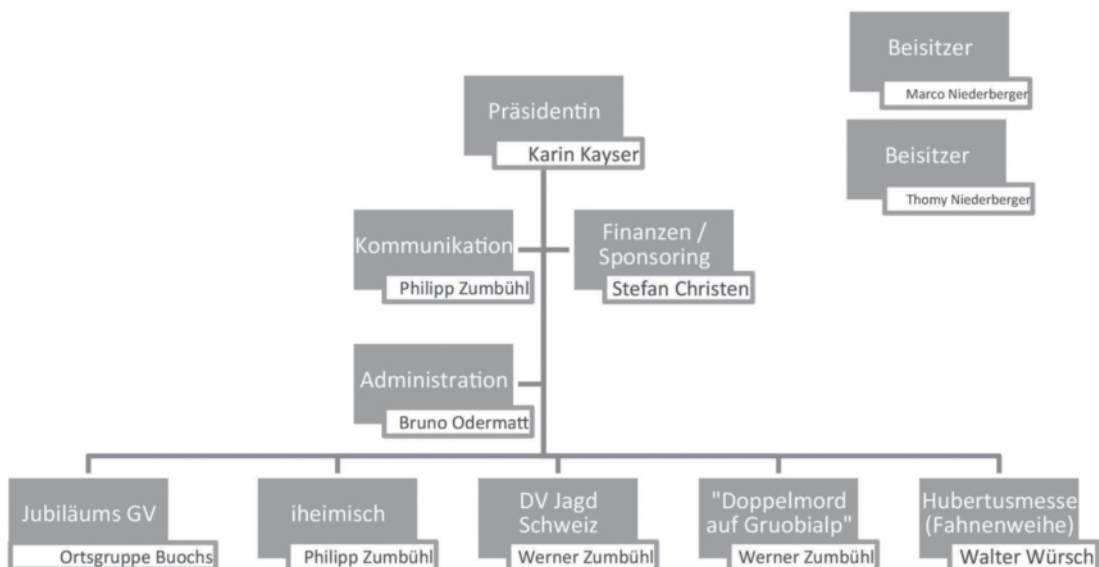 Beisitzer
Marco Niederberger
Präsidentin
Karin Kayser
Beisitzer
Thomy Niederberger
Kommunikation
Philipp Zumbühl
Finanzen /
Sponsoring
Stefan Christen
Administration
Bruno Odermatt
Jubiläums GV
Ortsgruppe Buochs
iheimisch
Philipp Zumbühl
DV Jagd
Schweiz
Werner Zumbühl
"Doppelmord
auf Gruobialp"
Werner Zumbühl
Hubertusmesse
(Fahnenweihe)
Walter Würsch